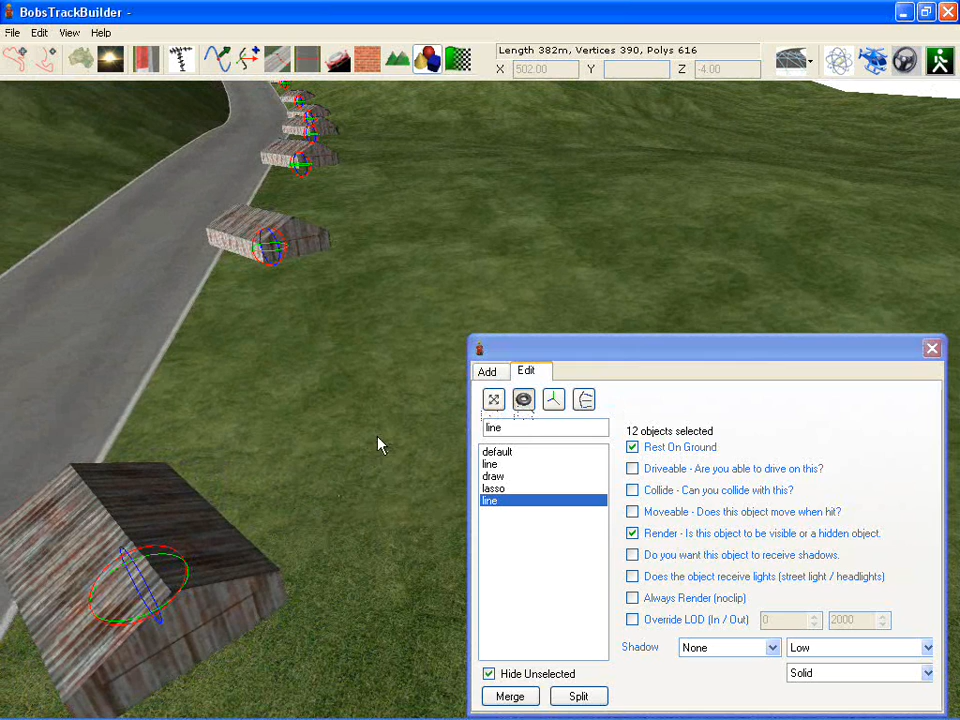 BobsTrackBuilder -
File Edit View Help
Length 382m, Vertices 390, Polys 616
X 502.00 Y Z -4.00
Add Edit
line
12 objects selected
Rest On Ground
default
line
draw
lasso
line
Driveable - Are you able to drive on this?
Collide - Can you collide with this?
Moveable - Does this object move when hit?
Render - Is this object to be visible or a hidden object.
Do you want this object to receive shadows.
Does the object receive lights (street light / headlights)
Always Render (noclip)
Override LOD (In / Out) 0 2000
Shadow None Low
Hide Unselected Solid
Merge Split